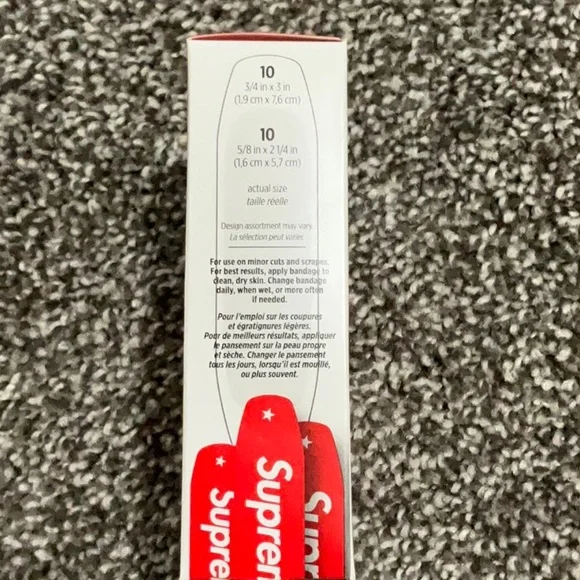 10
3/4 in x 3 in
(1,9 cm x 7,6 cm)
10
5/8 in x 2 1/4 in
(1,6 cm x 5,7 cm)
actual size
taille réelle
Design assortment may vary.
La sélection peut varier.
For use on minor cuts and scrapes.
For best results, apply bandage to
clean, dry skin. Change bandage
daily, when wet, or more often
if needed.
Pour l'emploi sur les coupures
et égratignures légères.
Pour de meilleurs résultats, appliquer
le pansement sur la peau propre
et sèche. Changer le pansement
tous les jours, lorsqu'il est mouillé,
ou plus souvent.
Supre
Suprem
Supr